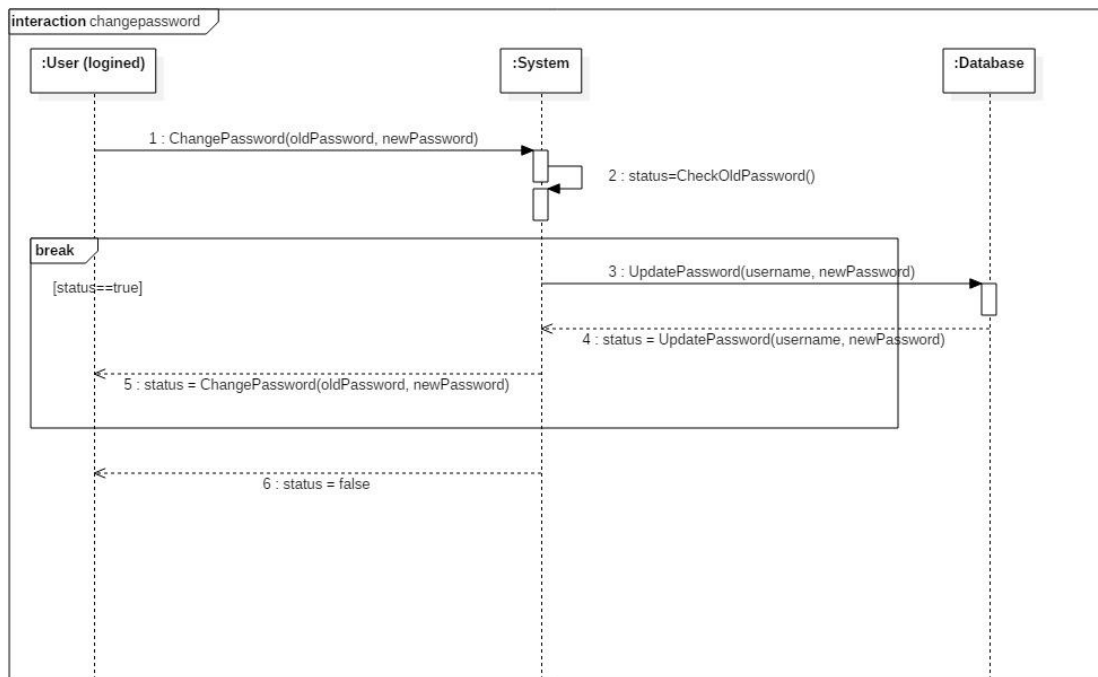 interaction changepassword
:User (logined)
:System
:Database
1 : ChangePassword(oldPassword, newPassword)
2 : status=CheckOldPassword()
break
[status==true]
3 : UpdatePassword(username, newPassword)
4 : status = UpdatePassword(username, newPassword)
5 : status = ChangePassword(oldPassword, newPassword)
6 : status = false